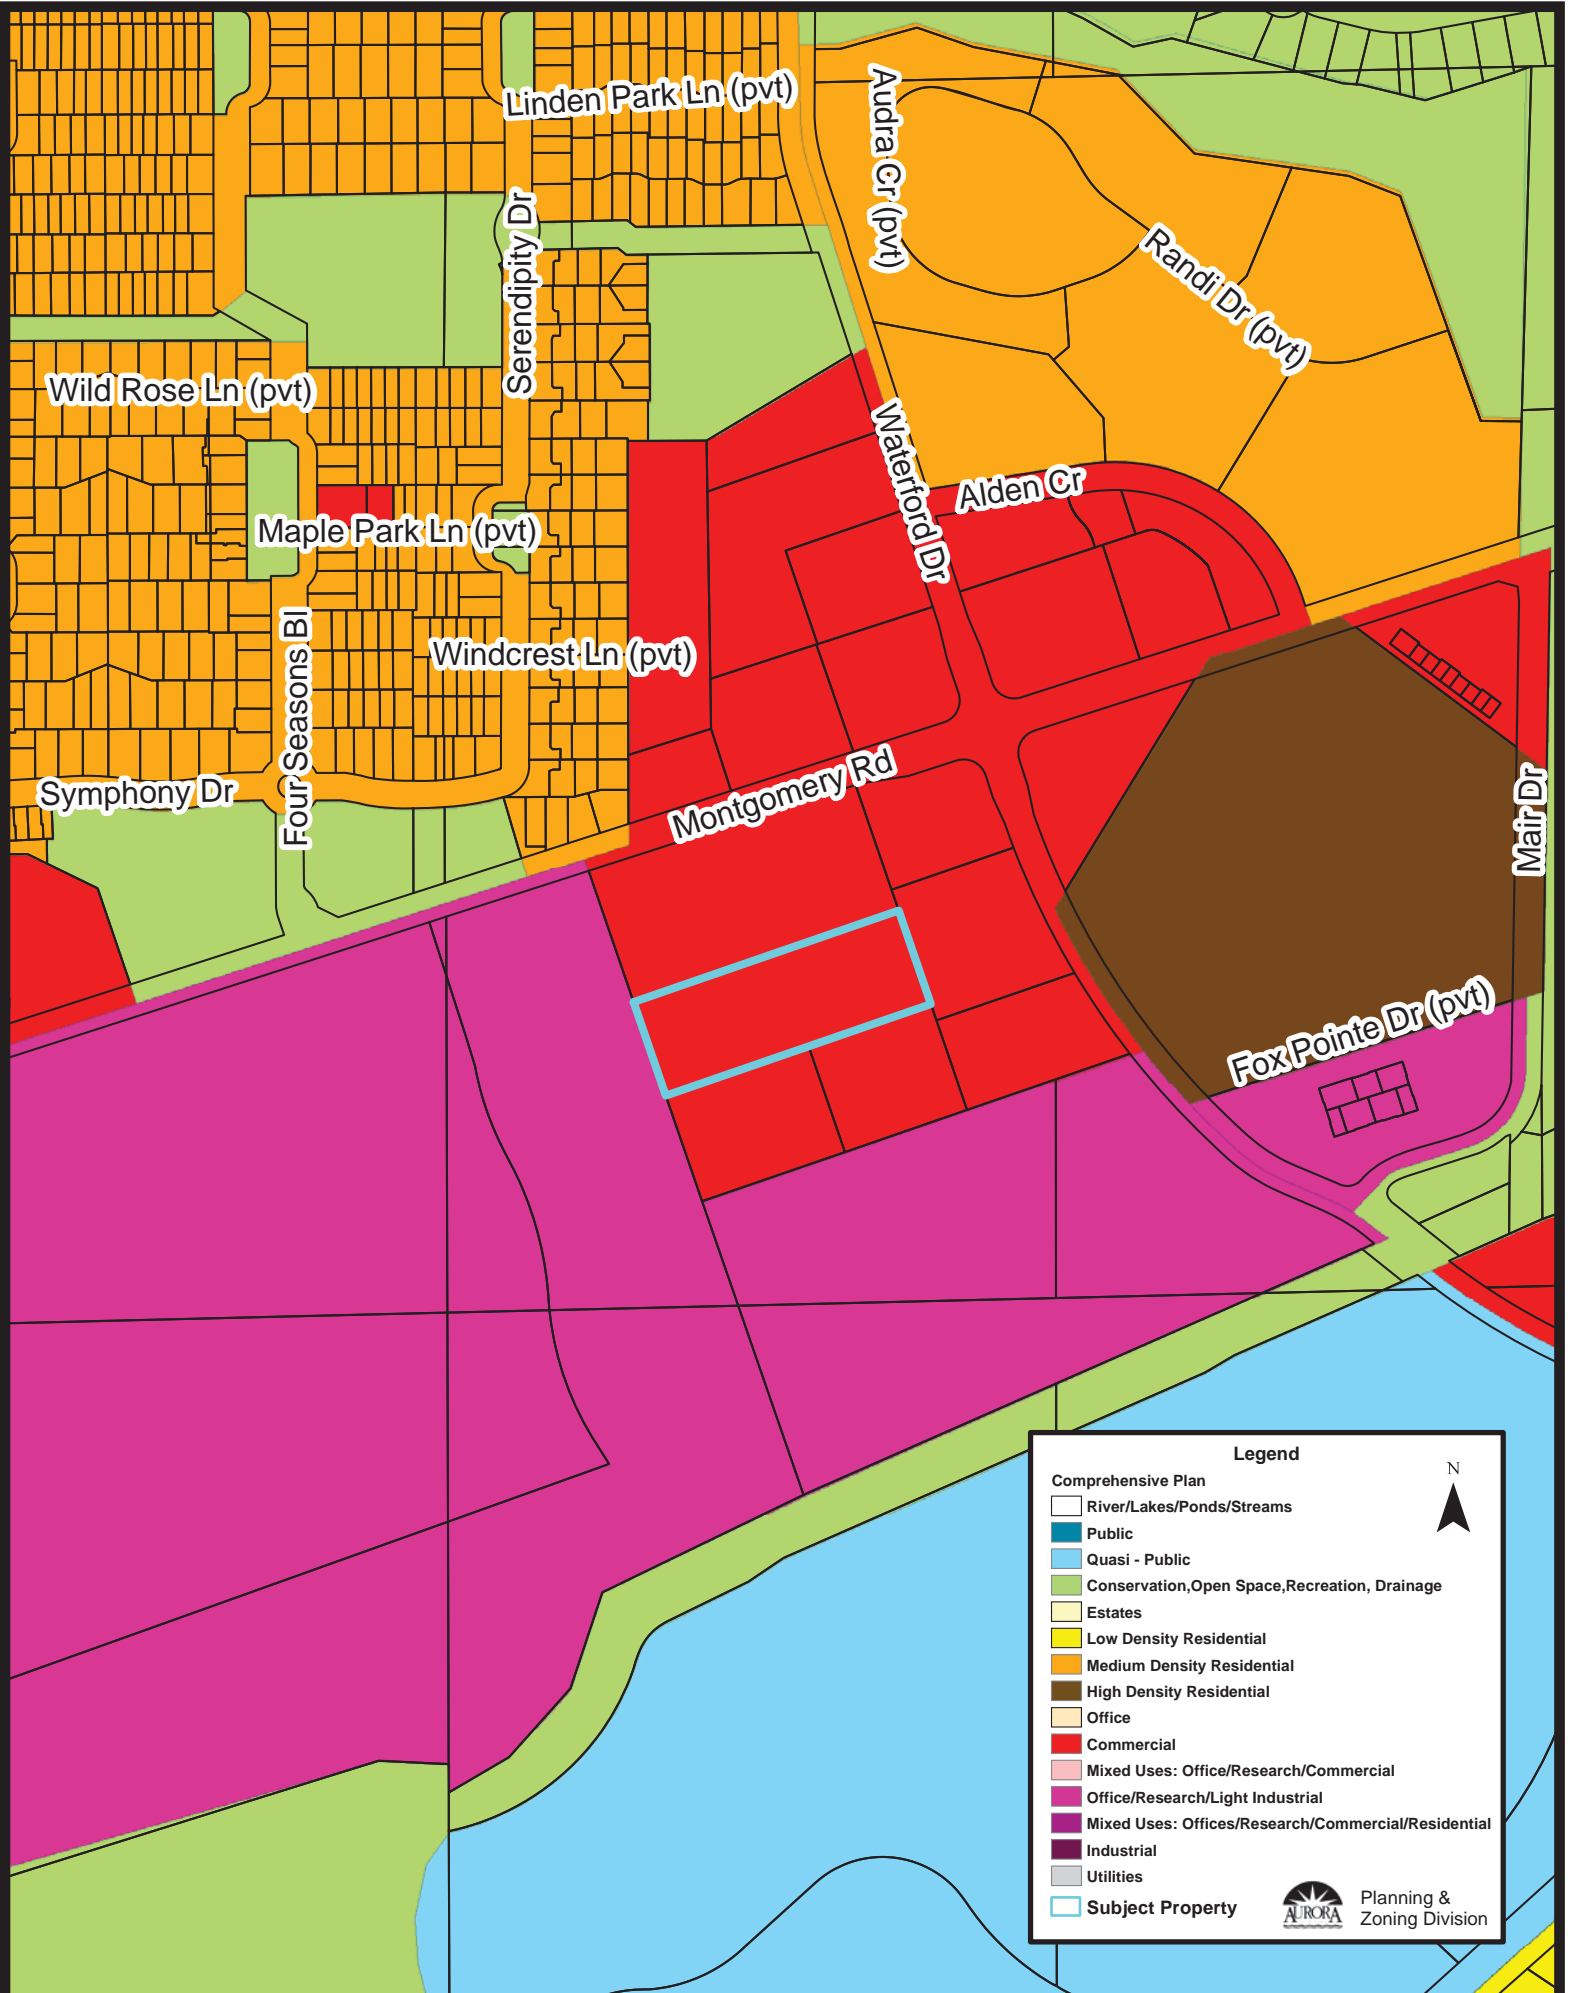 Linden Park Ln (pvt)
Audra Cr (pvt)
Serendipity Dr
Randi Dr (pvt)
Wild Rose Ln (pvt)
Waterford Dr
Alden Cr
Maple Park Ln (pvt)
Windcrest Ln (pvt)
Four Seasons Bl
Symphony Dr
Montgomery Rd
Mair Dr
Fox Pointe Dr (pvt)
Legend
N
Comprehensive Plan
River/Lakes/Ponds/Streams
Public
Quasi - Public
Conservation,Open Space,Recreation, Drainage
Estates
Low Density Residential
Medium Density Residential
High Density Residential
Office
Commercial
Mixed Uses: Office/Research/Commercial
Office/Research/Light Industrial
Mixed Uses: Offices/Research/Commercial/Residential
Industrial
Utilities
Subject Property
AURORA
Planning &
Zoning Division